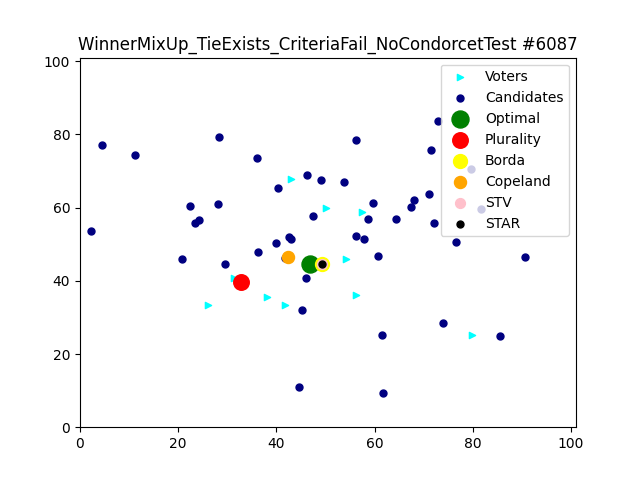 WinnerMixUp_TieExists_CriteriaFail_NoCondorcetTest #6087
100
80
60
40
20
0
0 20 40 60 80 100
Voters
Candidates
Optimal
Plurality
Borda
Copeland
STV
STAR